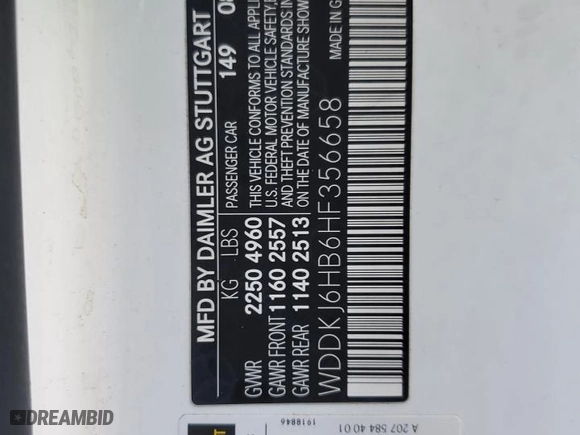 MFD BY DAIMLER AG STUTTGART
KG LBS
GVWR 2250 4960
GAWR FRONT 1160 2557
GAWR REAR 1140 2513
149 08
PASSENGER CAR
THIS VEHICLE CONFORMS TO ALL APPLI
U.S. FEDERAL MOTOR VEHICLE SAFETY,
AND THEFT PREVENTION STANDARDS IN
ON THE DATE OF MANUFACTURE SHOW
WDDKJ6HB6HF356658
MADE IN G
1918846
A 207 584 40 01
DREAMBID